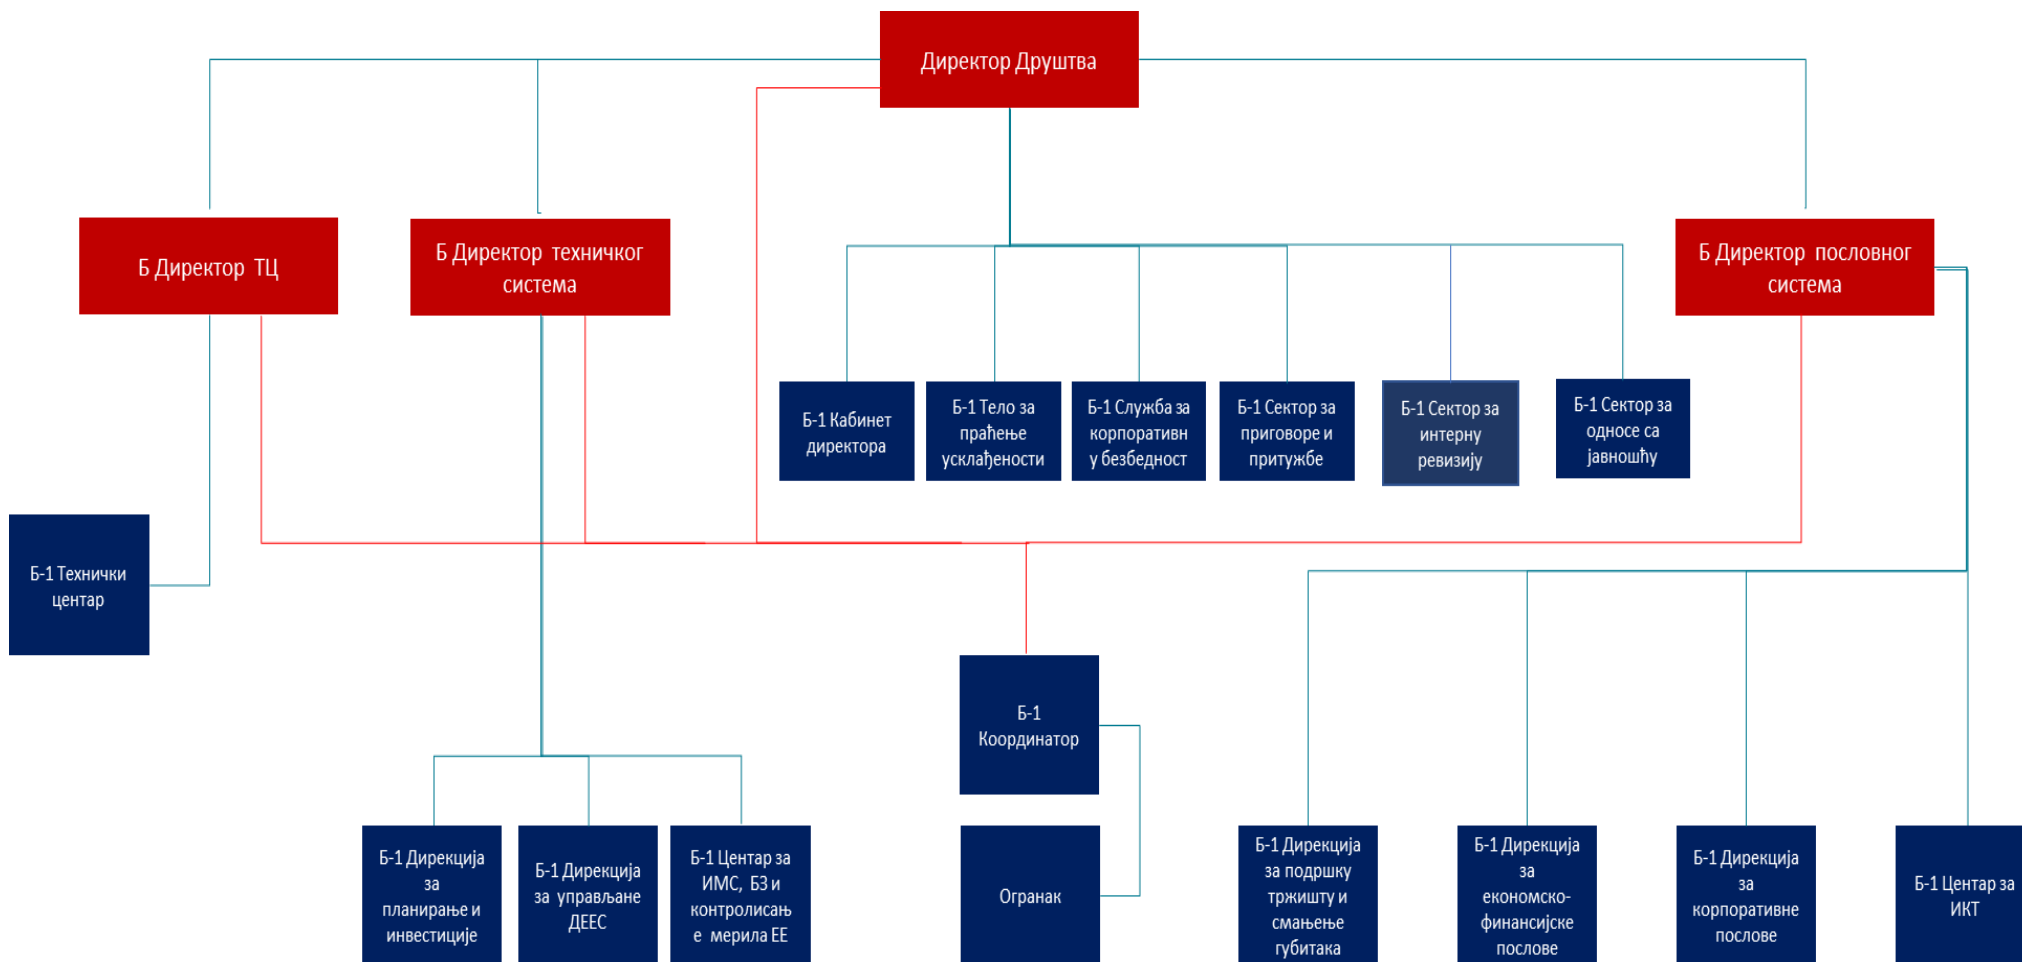 Директор Друштва
Б Директор ТЦ
Б Директор техничког
система
Б Директор пословног
система
Б-1 Кабинет
директора
Б-1 Тело за
праћење
усклађености
Б-1 Служба за
корпоративн
у безбедност
Б-1 Сектор за
приговоре и
притужбе
Б-1 Сектор за
интерну
ревизију
Б-1 Сектор за
односе са
јавношћу
Б-1 Технички
центар
Б-1
Координатор
Б-1 Дирекција
за
планирање и
инвестиције
Б-1 Дирекција
за управљане
ДЕЕС
Б-1 Центар за
ИМС, БЗ и
контролисањ
е мерила ЕЕ
Огранак
Б-1 Дирекција
за подршку
тржишту и
смањење
губитака
Б-1 Дирекција
за
економско-
финансијске
послове
Б-1 Дирекција
за
корпоративне
послове
Б-1 Центар за
ИКТ